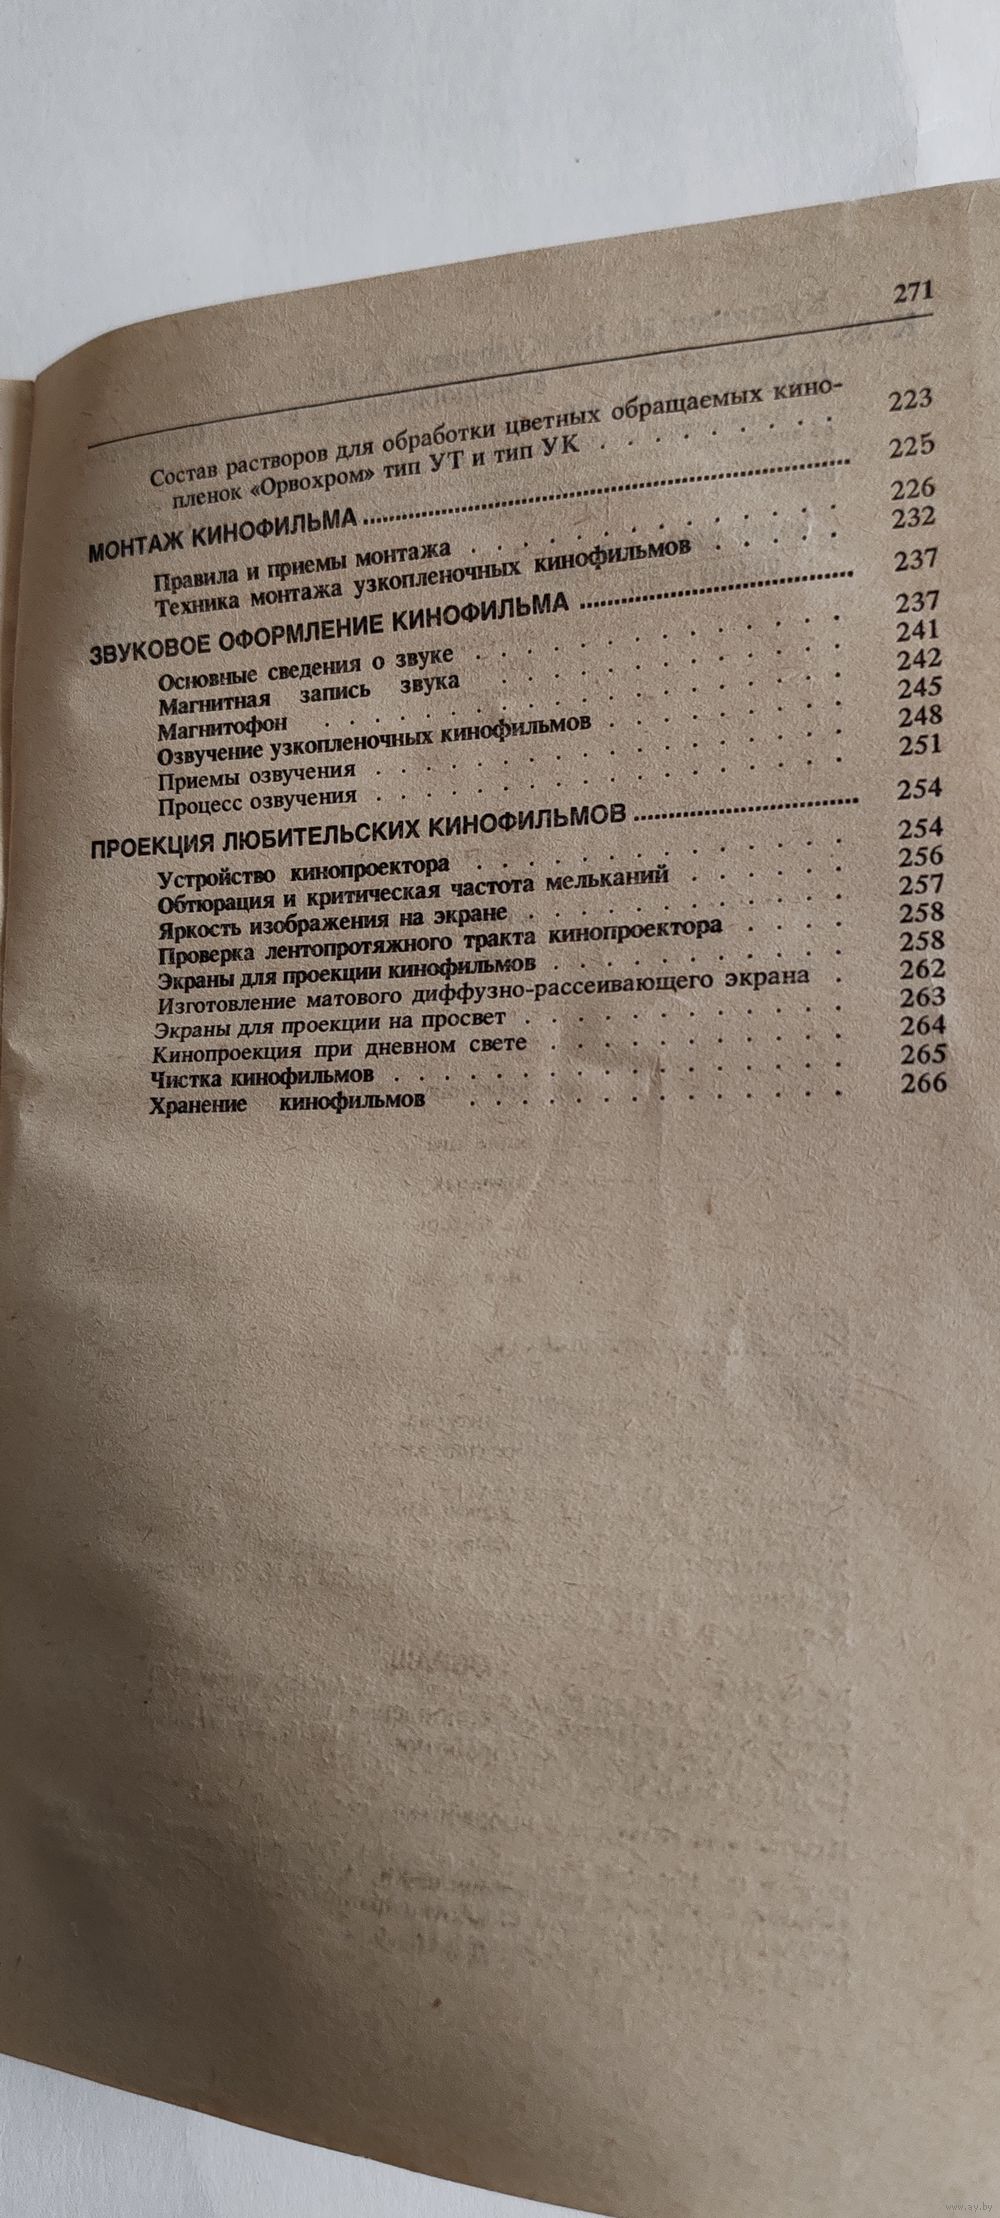 271
Состав растворов для обработки цветных обращаемых кино-
пленок «Орвохром» тип УТ и тип УК . . . . . . . . . 223
МОНТАЖ КИНОФИЛЬМА ........ 225
Правила и приемы монтажа . . . . . . . . . 226
Техника монтажа узкопленочных кинофильмов . . . . . 232
ЗВУКОВОЕ ОФОРМЛЕНИЕ КИНОФИЛЬМА ........ 237
Основные сведения о звуке . . . . . . . . . 237
Магнитная запись звука . . . . . . . . . 241
Магнитофон . . . . . . . . . 242
Озвучение узкопленочных кинофильмов . . . . . . . . . 245
Приемы озвучения . . . . . . . . . 248
Процесс озвучения . . . . . . . . . 251
ПРОЕКЦИЯ ЛЮБИТЕЛЬСКИХ КИНОФИЛЬМОВ ........ 254
Устройство кинопроектора . . . . . . . . . 254
Обтюрация и критическая частота мельканий . . . . . . 256
Яркость изображения на экране . . . . . . . . . 257
Проверка лентопротяжного тракта кинопроектора . . . . 258
Экраны для проекции кинофильмов . . . . . . . . . 258
Изготовление матового диффузно-рассеивающего экрана . 262
Экраны для проекции на просвет . . . . . . . . . 263
Кинопроекция при дневном свете . . . . . . . . . 264
Чистка кинофильмов . . . . . . . . . 265
Хранение кинофильмов . . . . . . . . . 266
www.ay.by